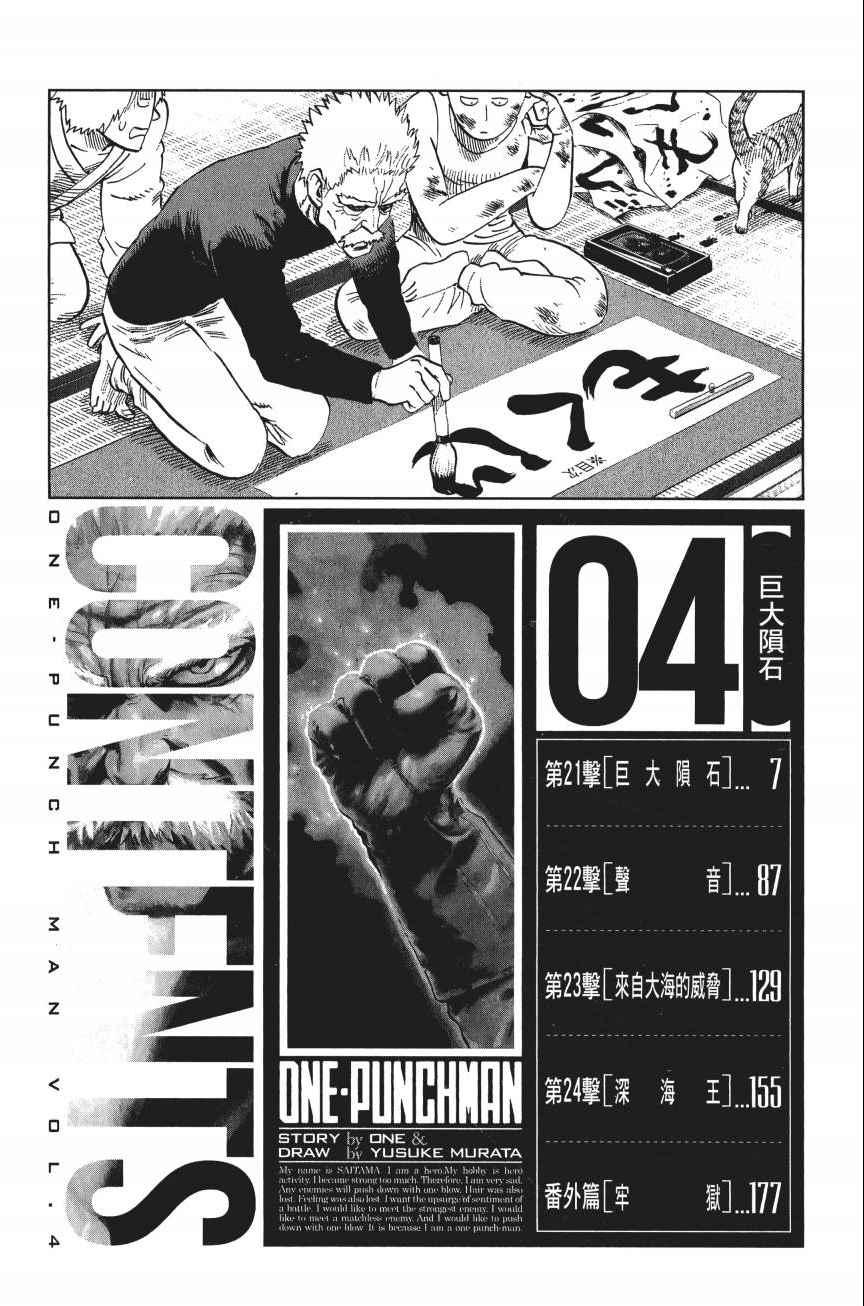 CONTENTS
ONE-PUNCH MAN VOL.4
04
巨大隕石
第21擊[巨大隕石]...7
第22擊[聲音]...87
第23擊[來自大海的威脅]...129
第24擊[深海王]...155
番外篇[牢獄]...177
ONE-PUNCHMAN
STORY by ONE &
DRAW by YUSUKE MURATA
My name is SAITAMA. I am a hero.My hobby is hero
activity. I became strong too much. Therefore, I am very sad.
Any enemies will push down with one blow. Hair was also
lost. Feeling was also lost. I want the upsurge of sentiment of
a battle. I would like to meet the strongest enemy. I would
like to meet a matchless enemy. And I would like to push
down with one blow. It is because I am a one punch-man.